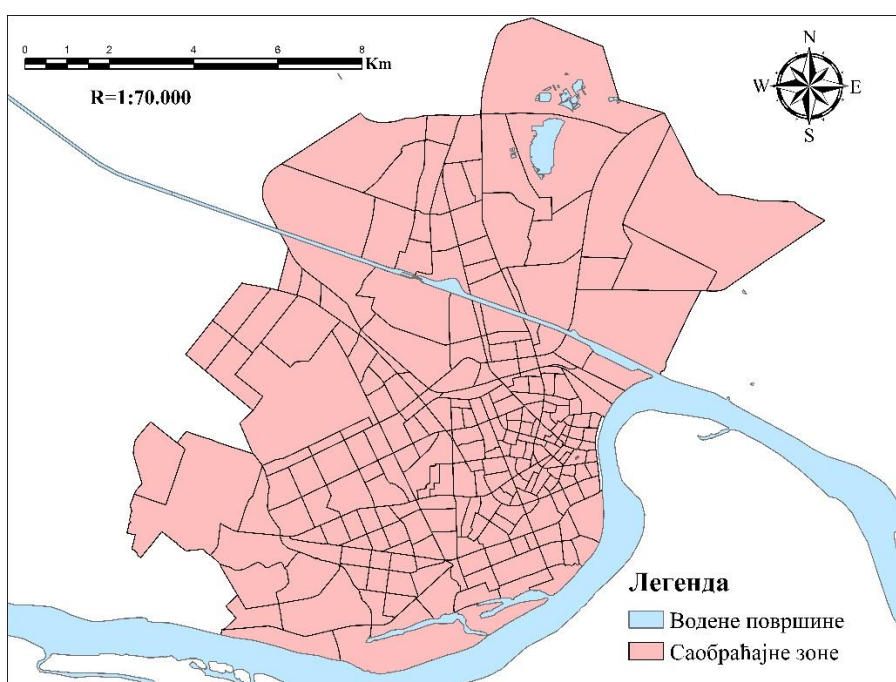 0 1 2 4 6 8
Km
R=1:70.000
N
W E
S
Легенда
Водене површине
Саобраћајне зоне